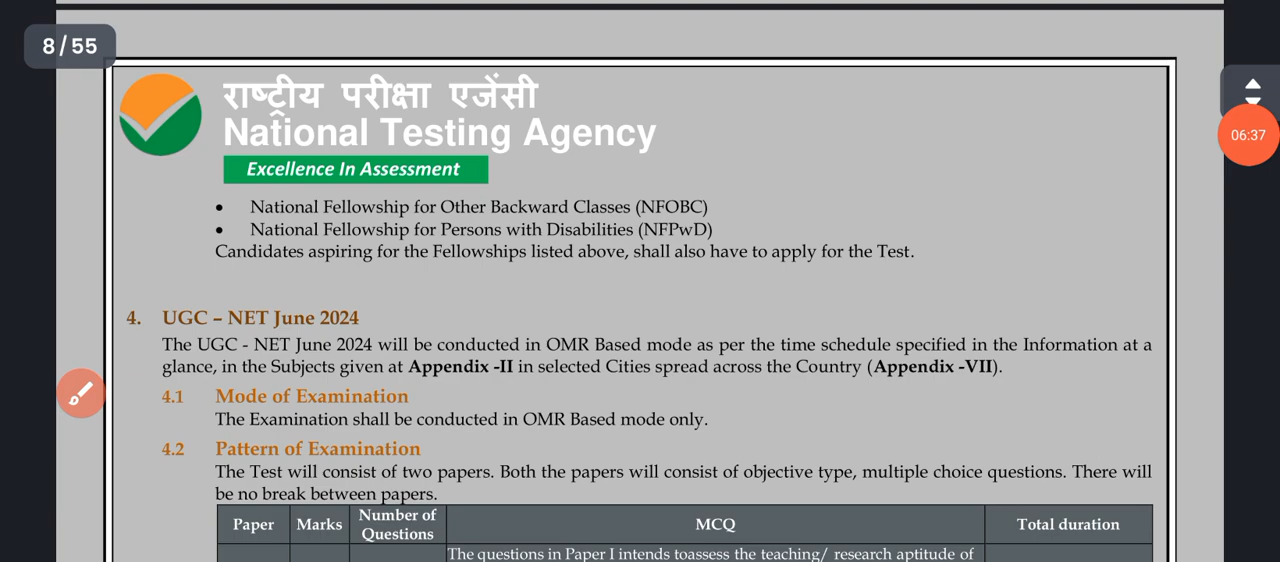 8 / 55
राष्ट्रीय परीक्षा एजेंसी
National Testing Agency
Excellence In Assessment
• National Fellowship for Other Backward Classes (NFOBC)
• National Fellowship for Persons with Disabilities (NFPwD)
Candidates aspiring for the Fellowships listed above, shall also have to apply for the Test.
06:37
4. UGC – NET June 2024
The UGC - NET June 2024 will be conducted in OMR Based mode as per the time schedule specified in the Information at a
glance, in the Subjects given at Appendix -II in selected Cities spread across the Country (Appendix -VII).
4.1 Mode of Examination
The Examination shall be conducted in OMR Based mode only.
4.2 Pattern of Examination
The Test will consist of two papers. Both the papers will consist of objective type, multiple choice questions. There will
be no break between papers.
Paper Marks Number of Questions MCQ Total duration
The questions in Paper I intends toassess the teaching/ research aptitude of